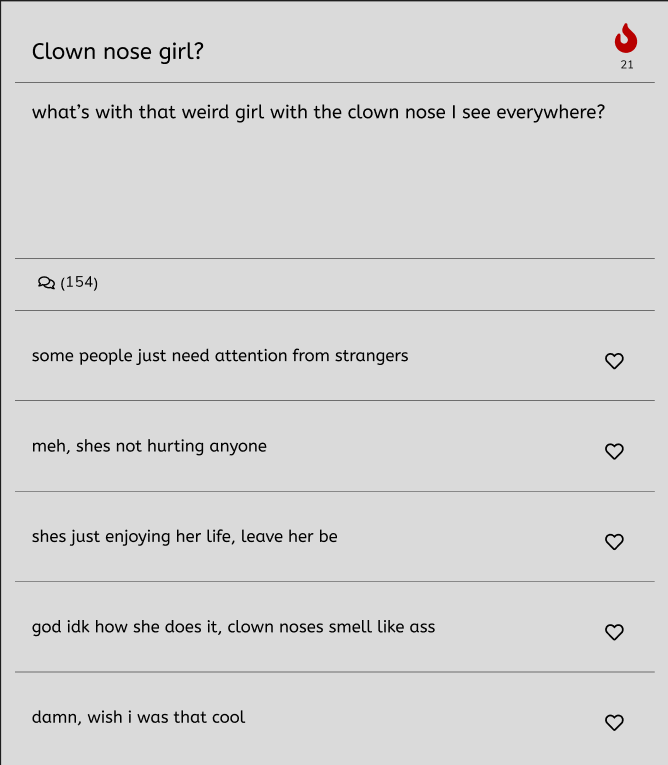 Clown nose girl?
21
what's with that weird girl with the clown nose I see everywhere?
(154)
some people just need attention from strangers
meh, shes not hurting anyone
shes just enjoying her life, leave her be
god idk how she does it, clown noses smell like ass
damn, wish i was that cool